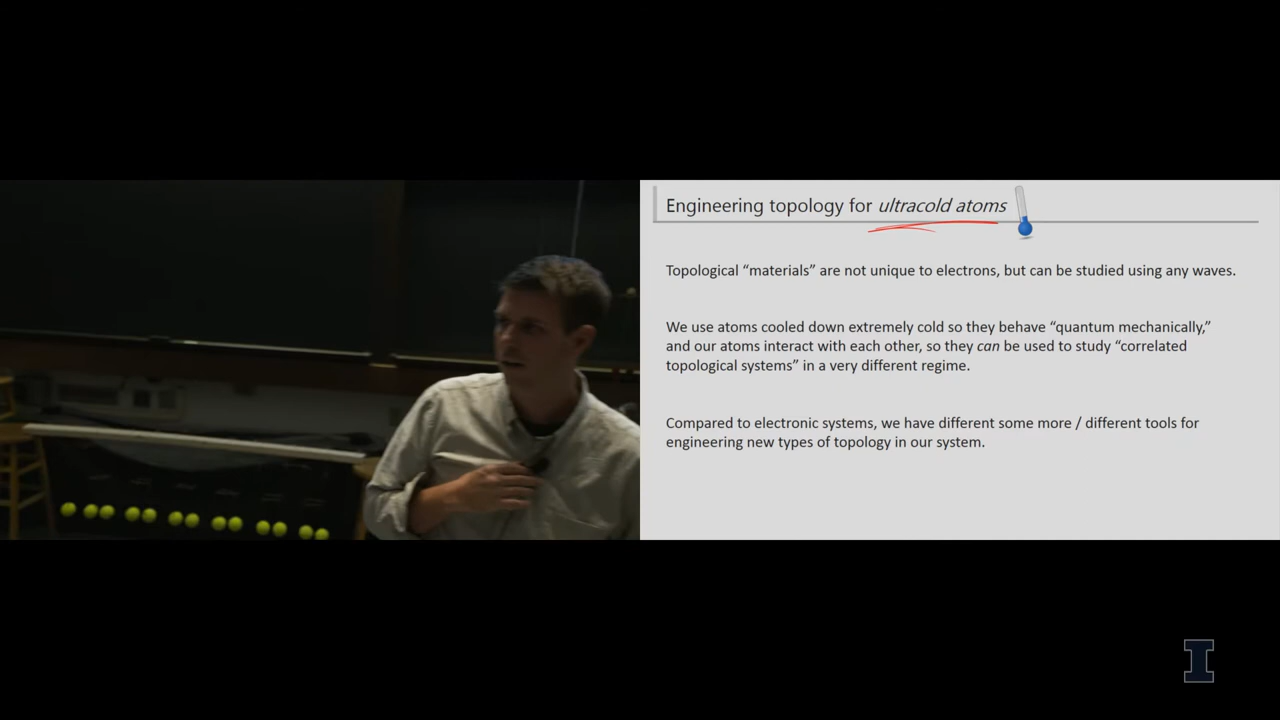 Engineering topology for ultracold atoms
Topological “materials” are not unique to electrons, but can be studied using any waves.
We use atoms cooled down extremely cold so they behave “quantum mechanically,”
and our atoms interact with each other, so they can be used to study “correlated
topological systems” in a very different regime.
Compared to electronic systems, we have different some more / different tools for
engineering new types of topology in our system.
I